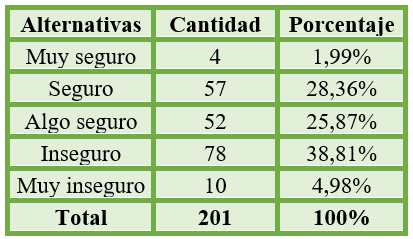 Alternativas Cantidad Porcentaje
Muy seguro 4 1,99%
Seguro 57 28,36%
Algo seguro 52 25,87%
Inseguro 78 38,81%
Muy inseguro 10 4,98%
Total 201 100%